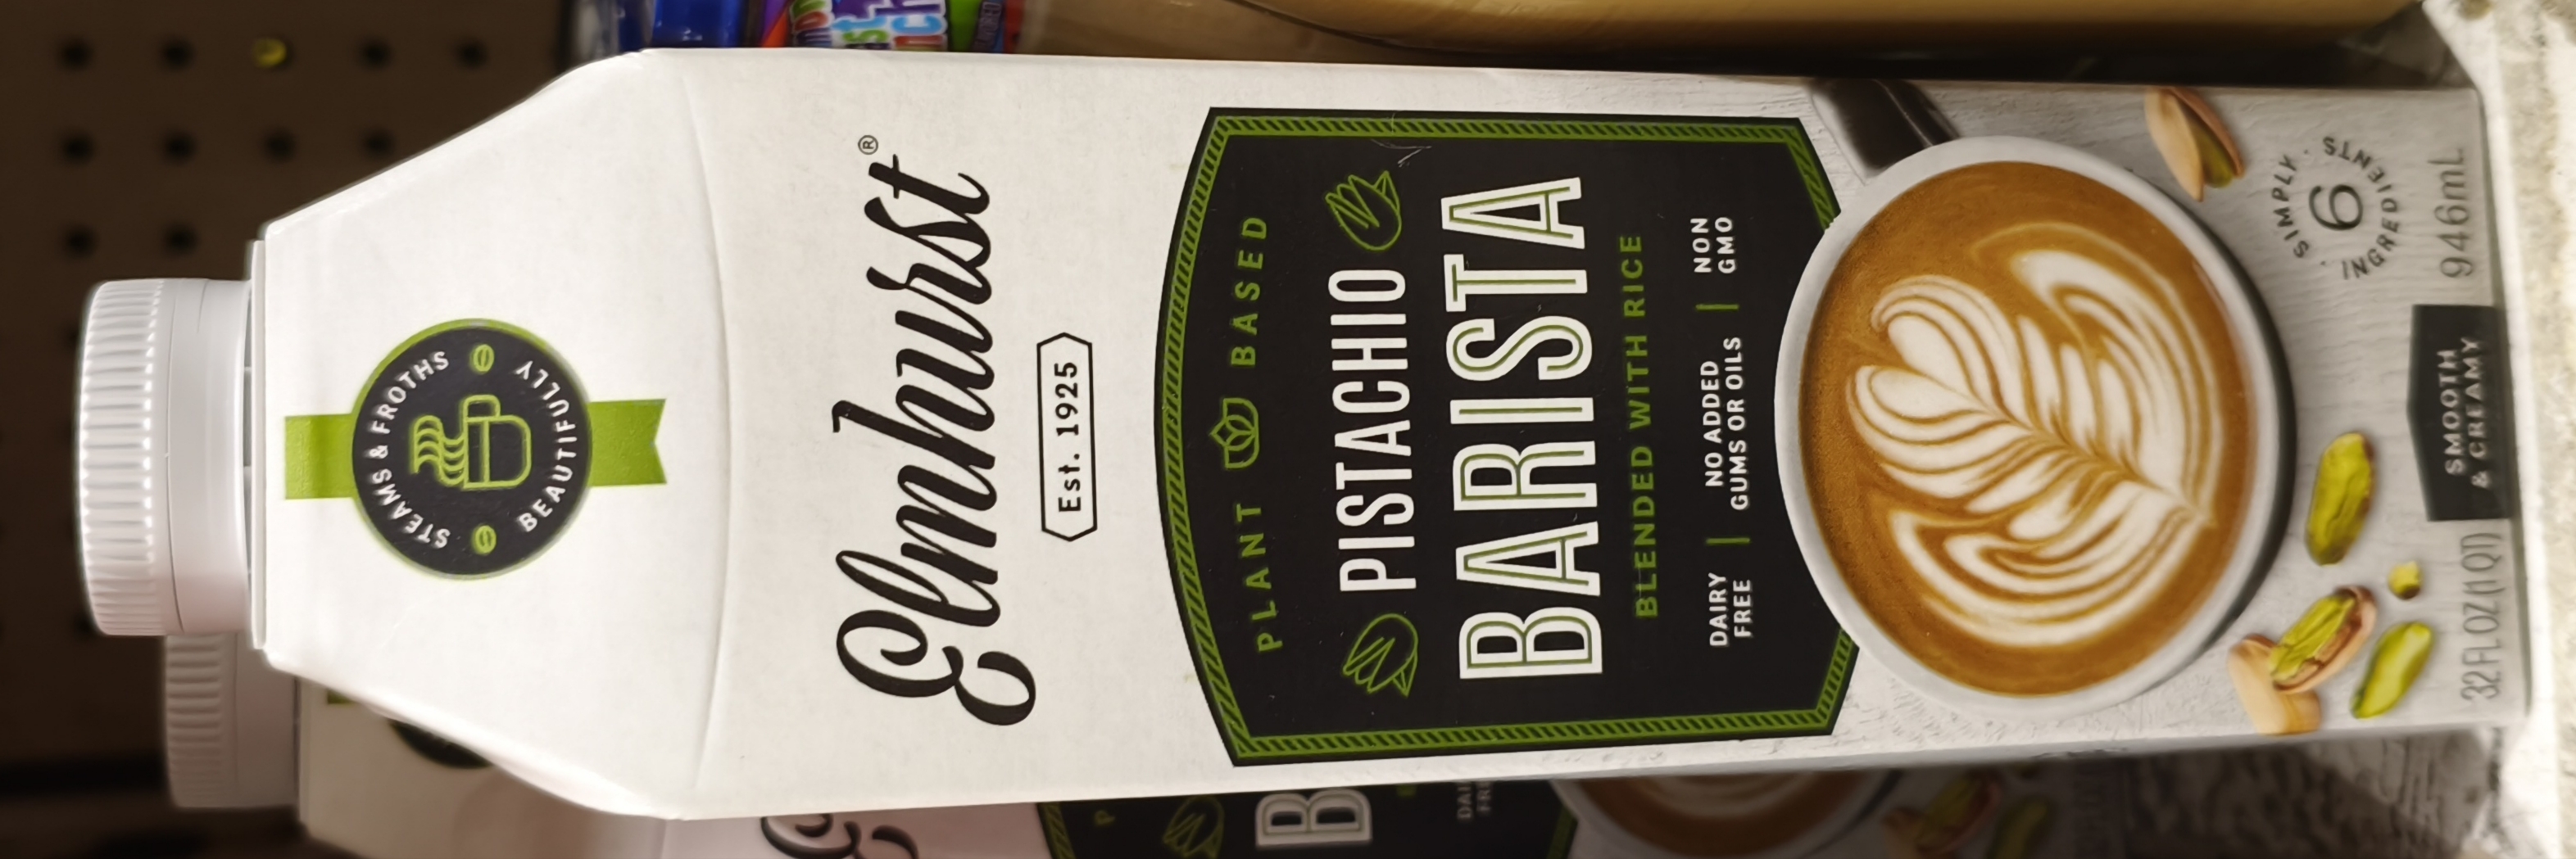 STEAMS & FROTHS
BEAUTIFULLY
Elmhurst®
Est. 1925
PLANT BASED
PISTACHIO
BARISTA
BLENDED WITH RICE
DAIRY FREE | NO ADDED GUMS OR OILS | NON GMO
SIMPLY
6
INGREDIENTS
SMOOTH
& CREAMY
32 FL OZ (1 QT)
946mL